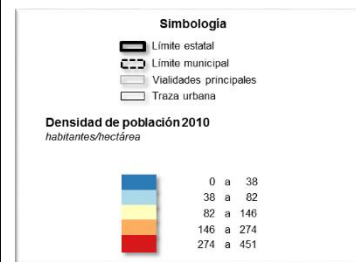 Simbología
Límite estatal
Límite municipal
Vialidades principales
Traza urbana
Densidad de población 2010
habitantes/hectárea
0 a 38
38 a 82
82 a 146
146 a 274
274 a 451